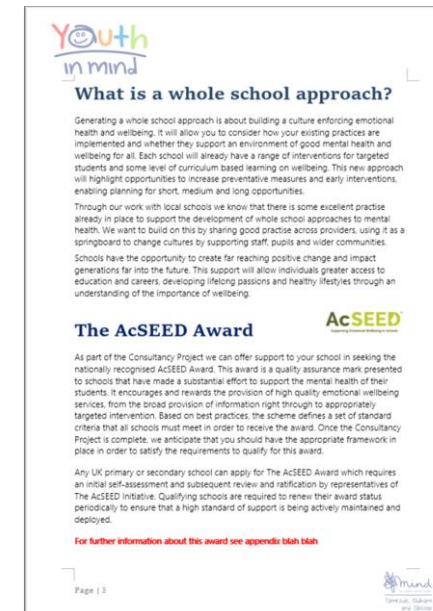 Youth
in mind
What is a whole school approach?
Generating a whole school approach is about building a culture enforcing emotional
health and wellbeing. It will allow you to consider how your existing practices are
implemented and whether they support an environment of good mental health and
wellbeing for all. Each school will already have a range of interventions for targeted
students and some level of curriculum based learning on wellbeing. This new approach
will highlight opportunities to increase preventative measures and early interventions,
enabling planning for short, medium and long opportunities.
Through our work with local schools we know that there is some excellent practise
already in place to support the development of whole school approaches to mental
health. We want to build on this by sharing good practise across providers, using it as a
springboard to change cultures by supporting staff, pupils and wider communities.
Schools have the opportunity to create far reaching positive change and impact
generations far into the future. This support will allow individuals greater access to
education and careers, developing lifelong passions and healthy lifestyles through an
understanding of the importance of wellbeing.
AcSEED
Supporting Emotional Wellbeing in Schools
The AcSEED Award
As part of the Consultancy Project we can offer support to your school in seeking the
nationally recognised AcSEED Award. This award is a quality assurance mark presented
to schools that have made a substantial effort to support the mental health of their
students. It encourages and rewards the provision of high quality emotional wellbeing
services, from the broad provision of information right through to appropriately
targeted intervention. Based on best practices, the scheme defines a set of standard
criteria that all schools must meet in order to receive the award. Once the Consultancy
Project is complete, we anticipate that you should have the appropriate framework in
place in order to satisfy the requirements to qualify for this award.
Any UK primary or secondary school can apply for The AcSEED Award which requires
an initial self-assessment and subsequent review and ratification by representatives of
The AcSEED Initiative. Qualifying schools are required to renew their award status
periodically to ensure that a high standard of support is being actively maintained and
deployed.
For further information about this award see appendix blah blah
Page | 3
mind
Tameside, Oldham
and Glossop